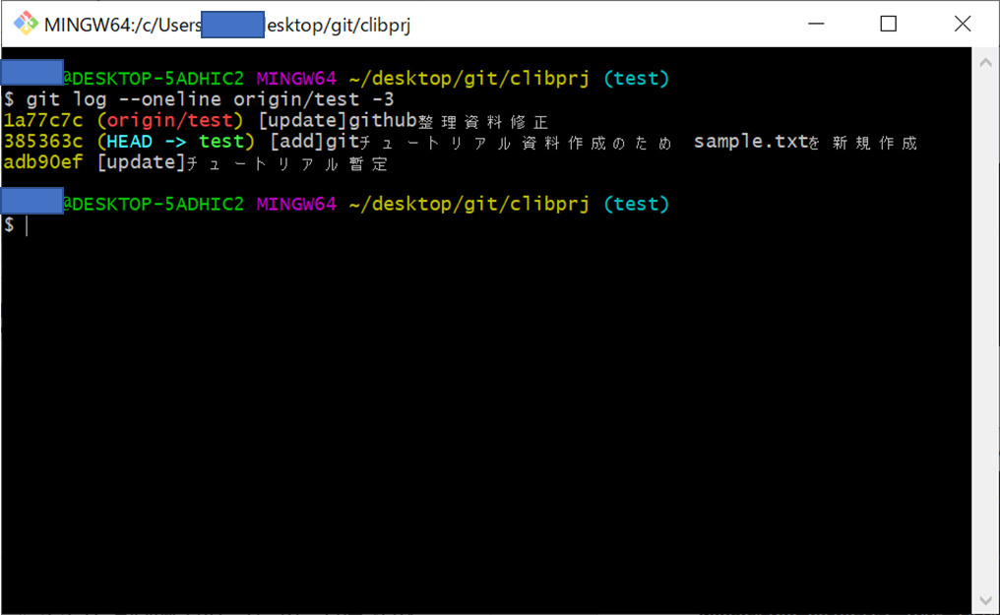 MINGW64:/c/Users esktop/git/clibprj
@DESKTOP-5ADHIC2 MINGW64 ~/desktop/git/clibprj (test)
$ git log --oneline origin/test -3
1a77c7c (origin/test) [update]github整理資料修正
385363c (HEAD -> test) [add]gitチュートリアル資料作成のため sample.txtを新規作成
adb90ef [update]チュートリアル暫定
@DESKTOP-5ADHIC2 MINGW64 ~/desktop/git/clibprj (test)
$